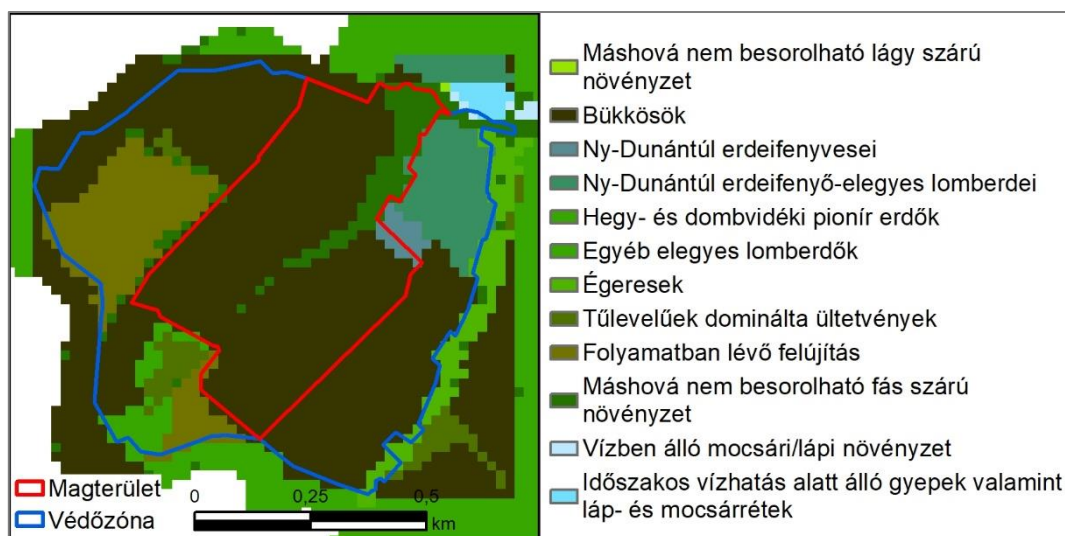 Magterület
Védőzóna
0 0,25 0,5
km
Máshová nem besorolható lágy szárú
növényzet
Bükkösök
Ny-Dunántúl erdeifenyvesei
Ny-Dunántúl erdeifenyő-elegyes lomberdei
Hegy- és dombvidéki pionír erdők
Egyéb elegyes lomberdők
Égeresek
Tűlevelűek dominálta ültetvények
Folyamatban lévő felújítás
Máshová nem besorolható fás szárú
növényzet
Vízben álló mocsári/lápi növényzet
Időszakos vízhatás alatt álló gyepek valamint
láp- és mocsárrétek